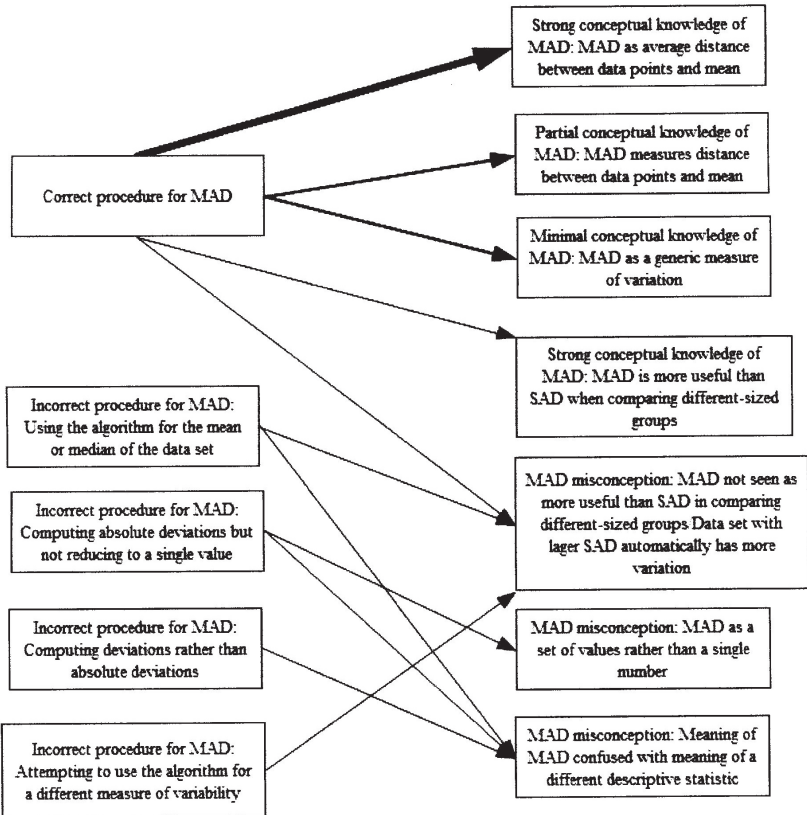 Strong conceptual knowledge of
MAD: MAD as average distance
between data points and mean
Partial conceptual knowledge of
MAD: MAD measures distance
between data points and mean
Correct procedure for MAD
Minimal conceptual knowledge of
MAD: MAD as a generic measure
of variation
Strong conceptual knowledge of
MAD: MAD is more useful than
SAD when comparing different-sized
groups
Incorrect procedure for MAD:
Using the algorithm for the mean
or median of the data set
MAD misconception: MAD not seen as
more useful than SAD in comparing
different-sized groups Data set with
lager SAD automatically has more
variation
Incorrect procedure for MAD:
Computing absolute deviations but
not reducing to a single value
Incorrect procedure for MAD:
Computing deviations rather than
absolute deviations
MAD misconception: MAD as a
set of values rather than a single
number
Incorrect procedure for MAD:
Attempting to use the algorithm for
a different measure of variability
MAD misconception: Meaning of
MAD confused with meaning of a
different descriptive statistic